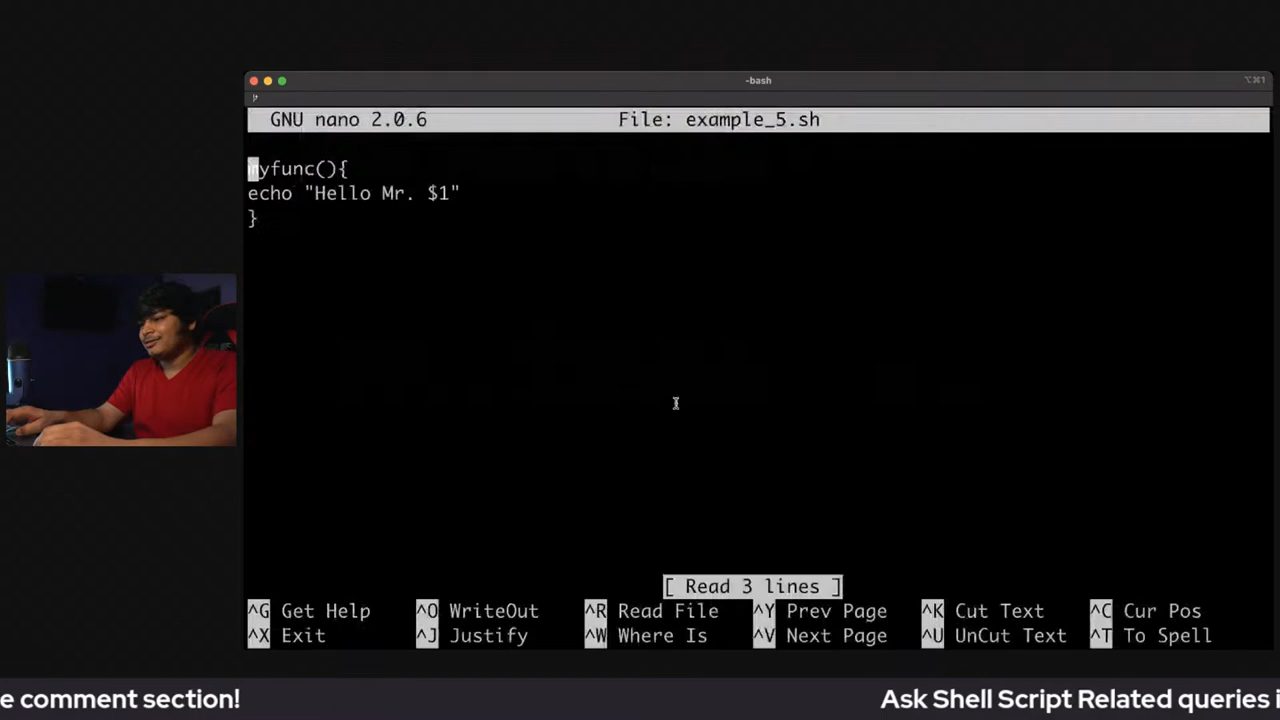 -bash
⌥⌘1
GNU nano 2.0.6 File: example_5.sh
myfunc(){
echo "Hello Mr. $1"
}
[ Read 3 lines ]
^G Get Help ^O WriteOut ^R Read File ^Y Prev Page ^K Cut Text ^C Cur Pos
^X Exit ^J Justify ^W Where Is ^V Next Page ^U UnCut Text ^T To Spell
e comment section! Ask Shell Script Related queries i